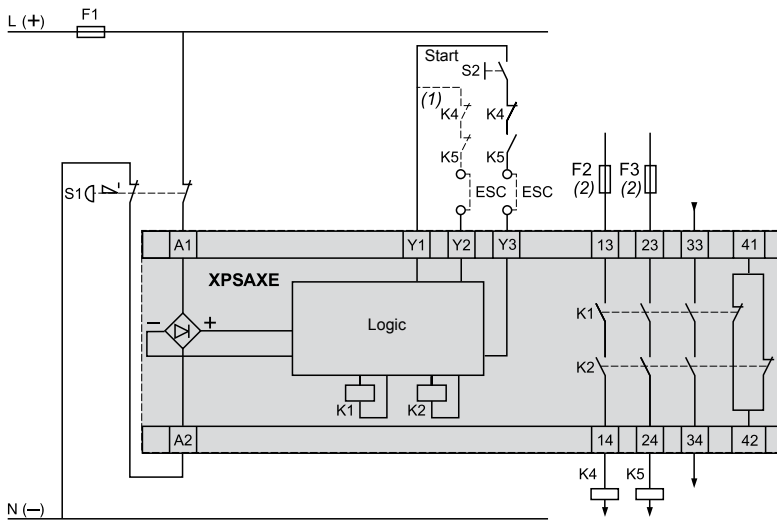 L (+)
F1
Start
S2
(1)
K4
K4
K5
K5
F2
(2)
F3
(2)
S1
ESC
ESC
A1
Y1
Y2
Y3
13
23
33
41
XPSAXE
–
+
Logic
K1
K2
K1
K2
A2
14
24
34
42
K4
K5
N (–)